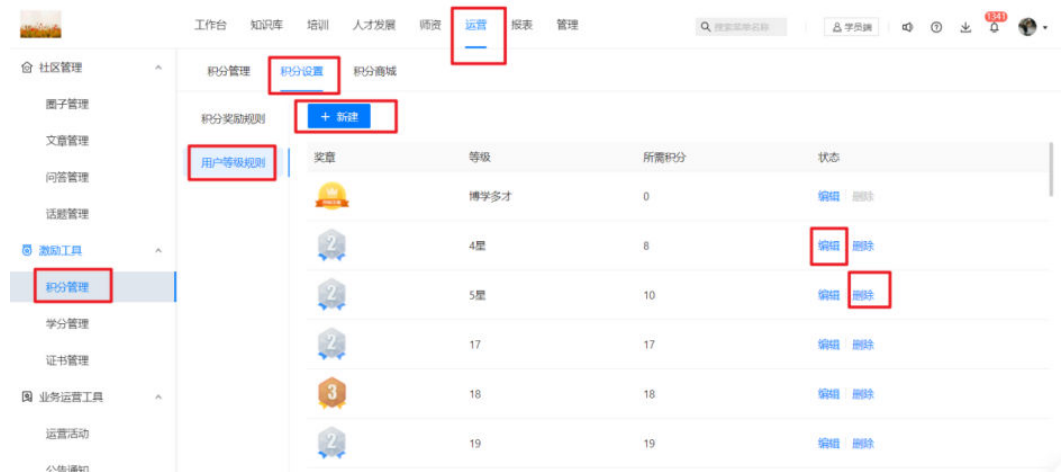 工作台 知识库 培训 人才发展 师资 运营 报表 管理 搜索菜单名称 学员端 1341
社区管理
圈子管理
文章管理
问答管理
话题管理
激励工具
积分管理
学分管理
证书管理
业务运营工具
运营活动
公告通知
积分管理 积分设置 积分商城
积分奖励规则
用户等级规则
+ 新建
奖章 等级 所需积分 状态
博学多才 0 编辑 删除
2 4星 8 编辑 删除
2 5星 10 编辑 删除
2 17 17 编辑 删除
3 18 18 编辑 删除
2 19 19 编辑 删除